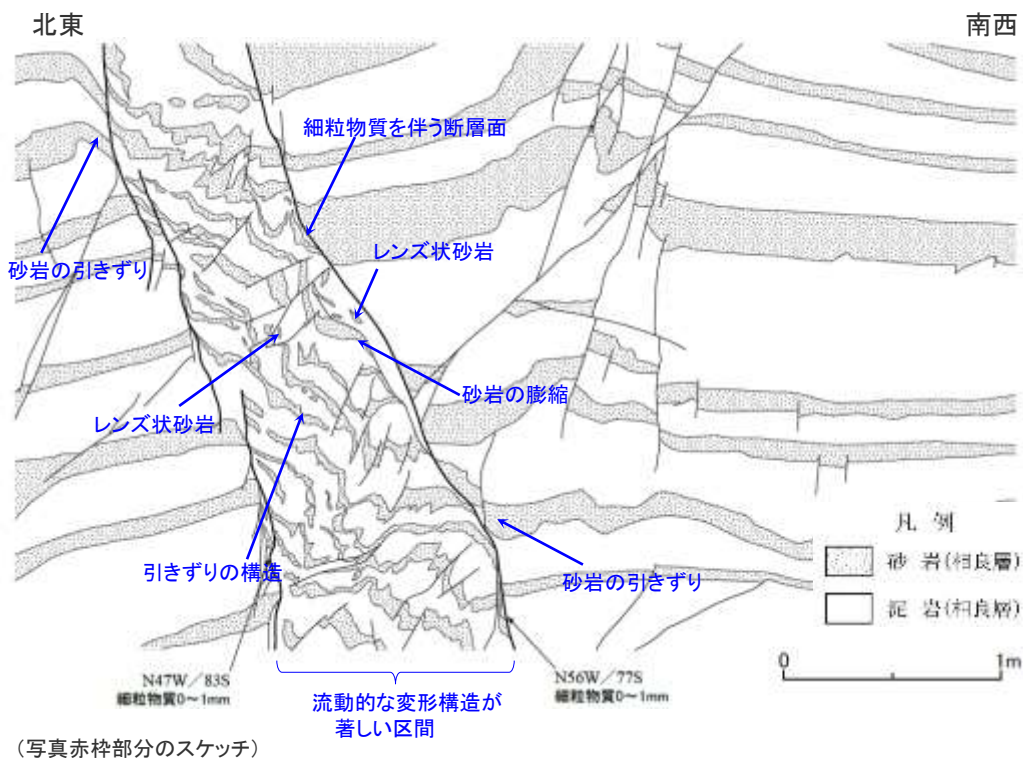 北東
南西
細粒物質を伴う断層面
レンズ状砂岩
砂岩の引きずり
砂岩の膨縮
レンズ状砂岩
引きずりの構造
砂岩の引きずり
凡 例
砂 岩(相良層)
泥 岩(相良層)
0
1m
N47W/83S
細粒物質0~1mm
N56W/77S
細粒物質0~1mm
流動的な変形構造が
著しい区間
(写真赤枠部分のスケッチ)